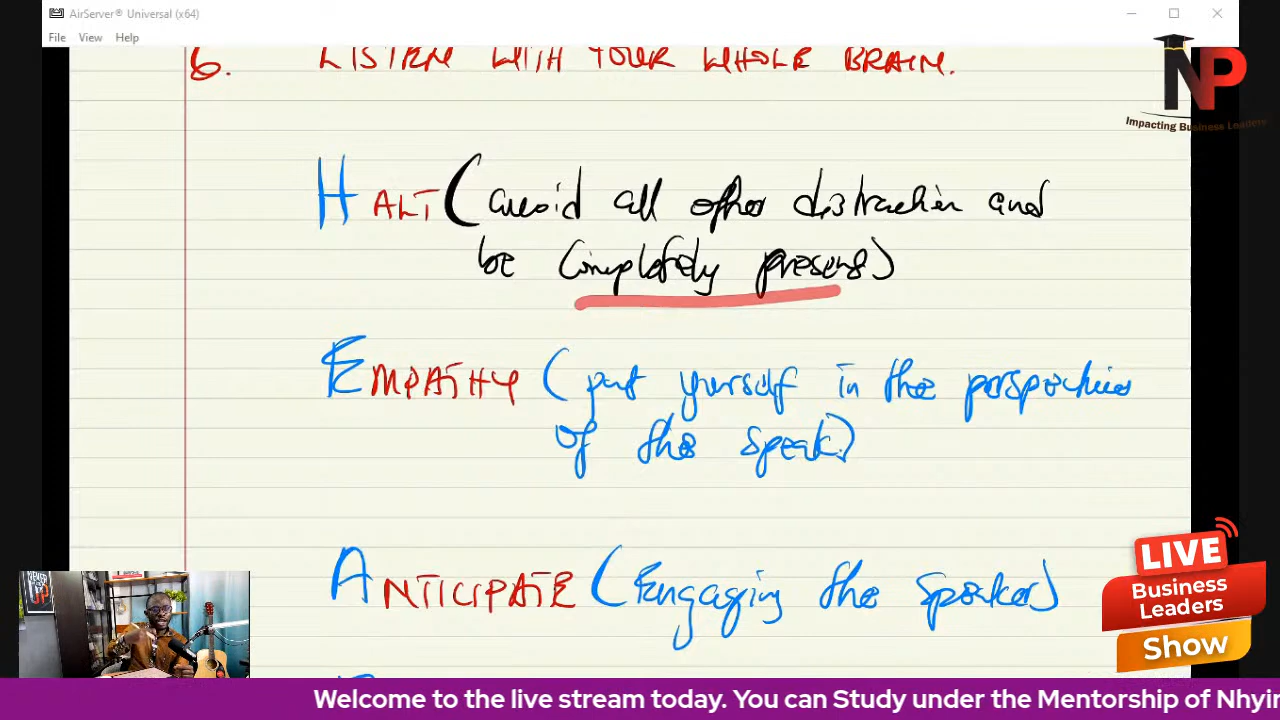 AirServer® Universal (x64)
File View Help
6. LISTEN WITH YOUR WHOLE BRAIN.
NP
Impacting Business Leaders
HALT (avoid all other distraction and
be completely present)
EMPATHY (put yourself in the perspective
of the speak)
ANTICIPATE (Engaging the speaker)
LIVE
Business
Leaders
Show
Welcome to the live stream today. You can Study under the Mentorship of Nhyir